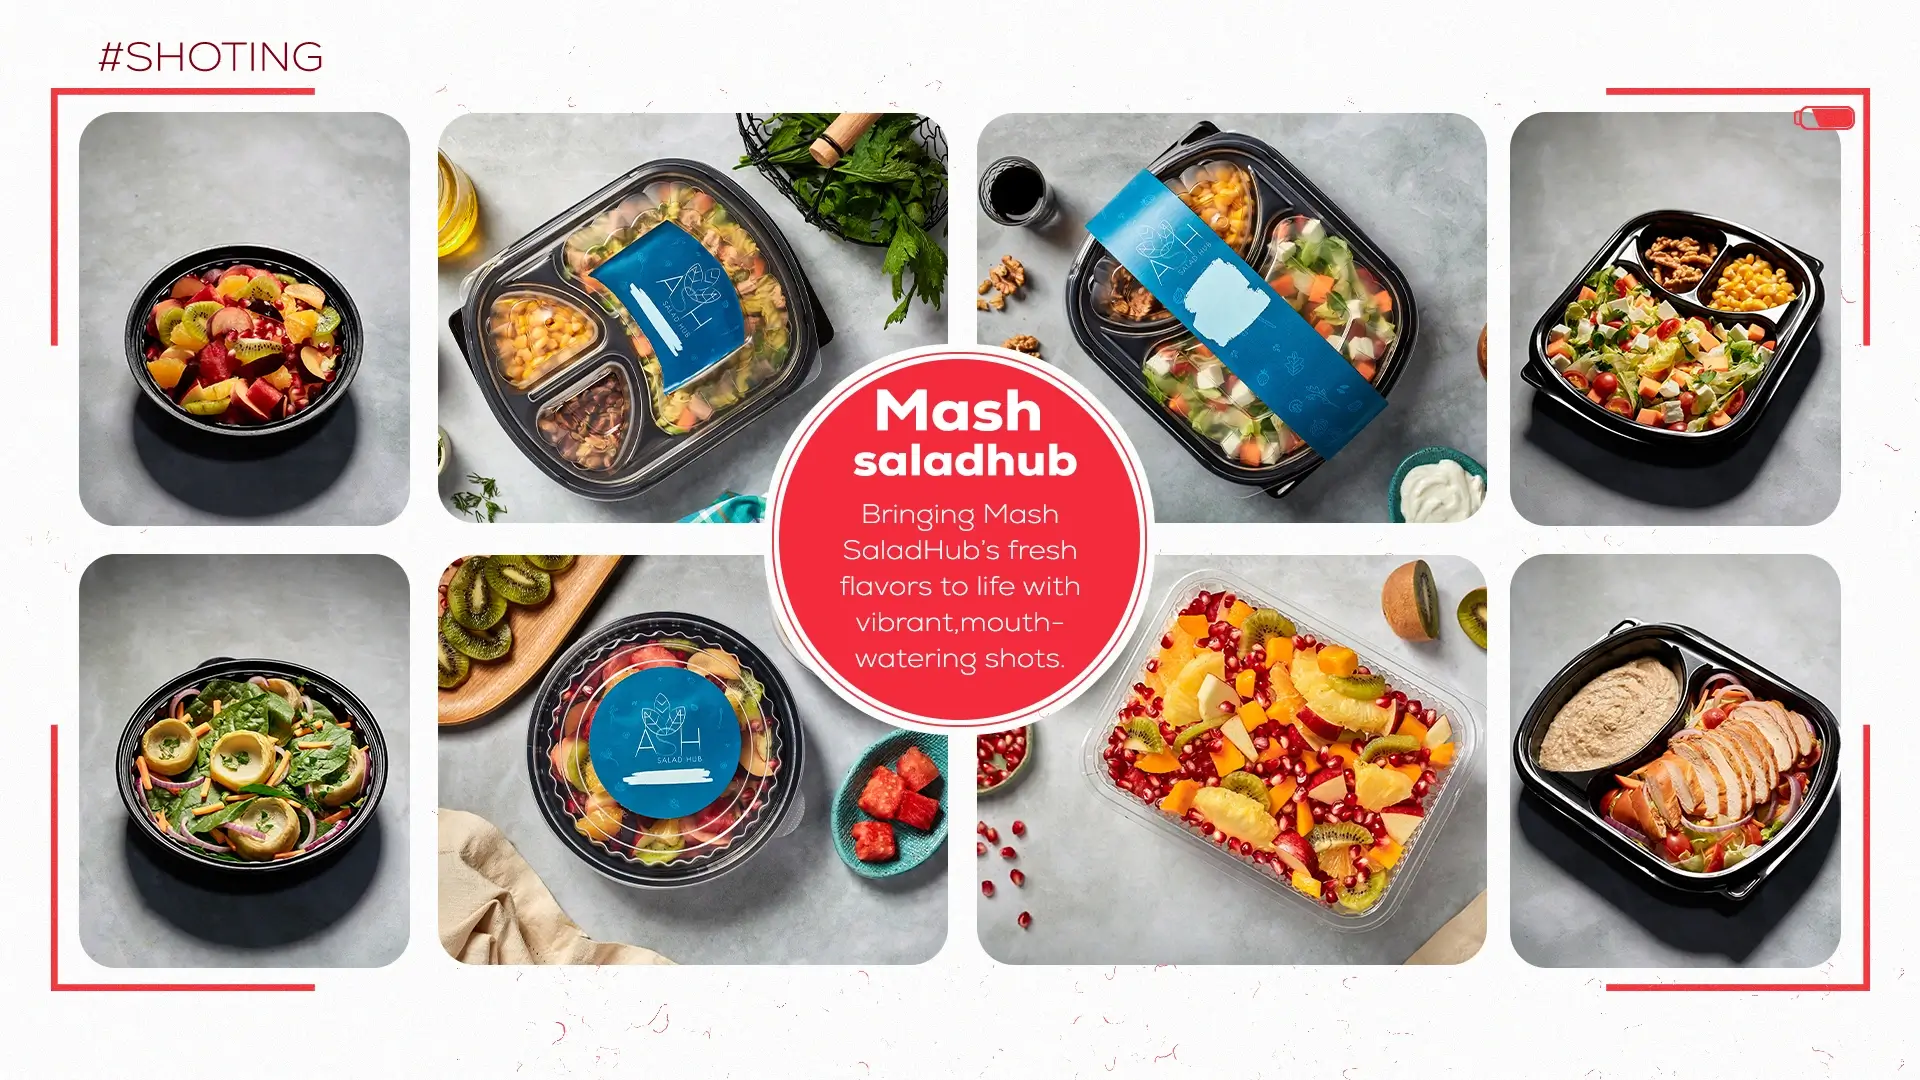 #SHOTING
ASH
SALAD HUB
ASH
SALAD HUB
Mash
saladhub
Bringing Mash
SaladHub's fresh
flavors to life with
vibrant,mouth-
watering shots.
ASH
SALAD HUB